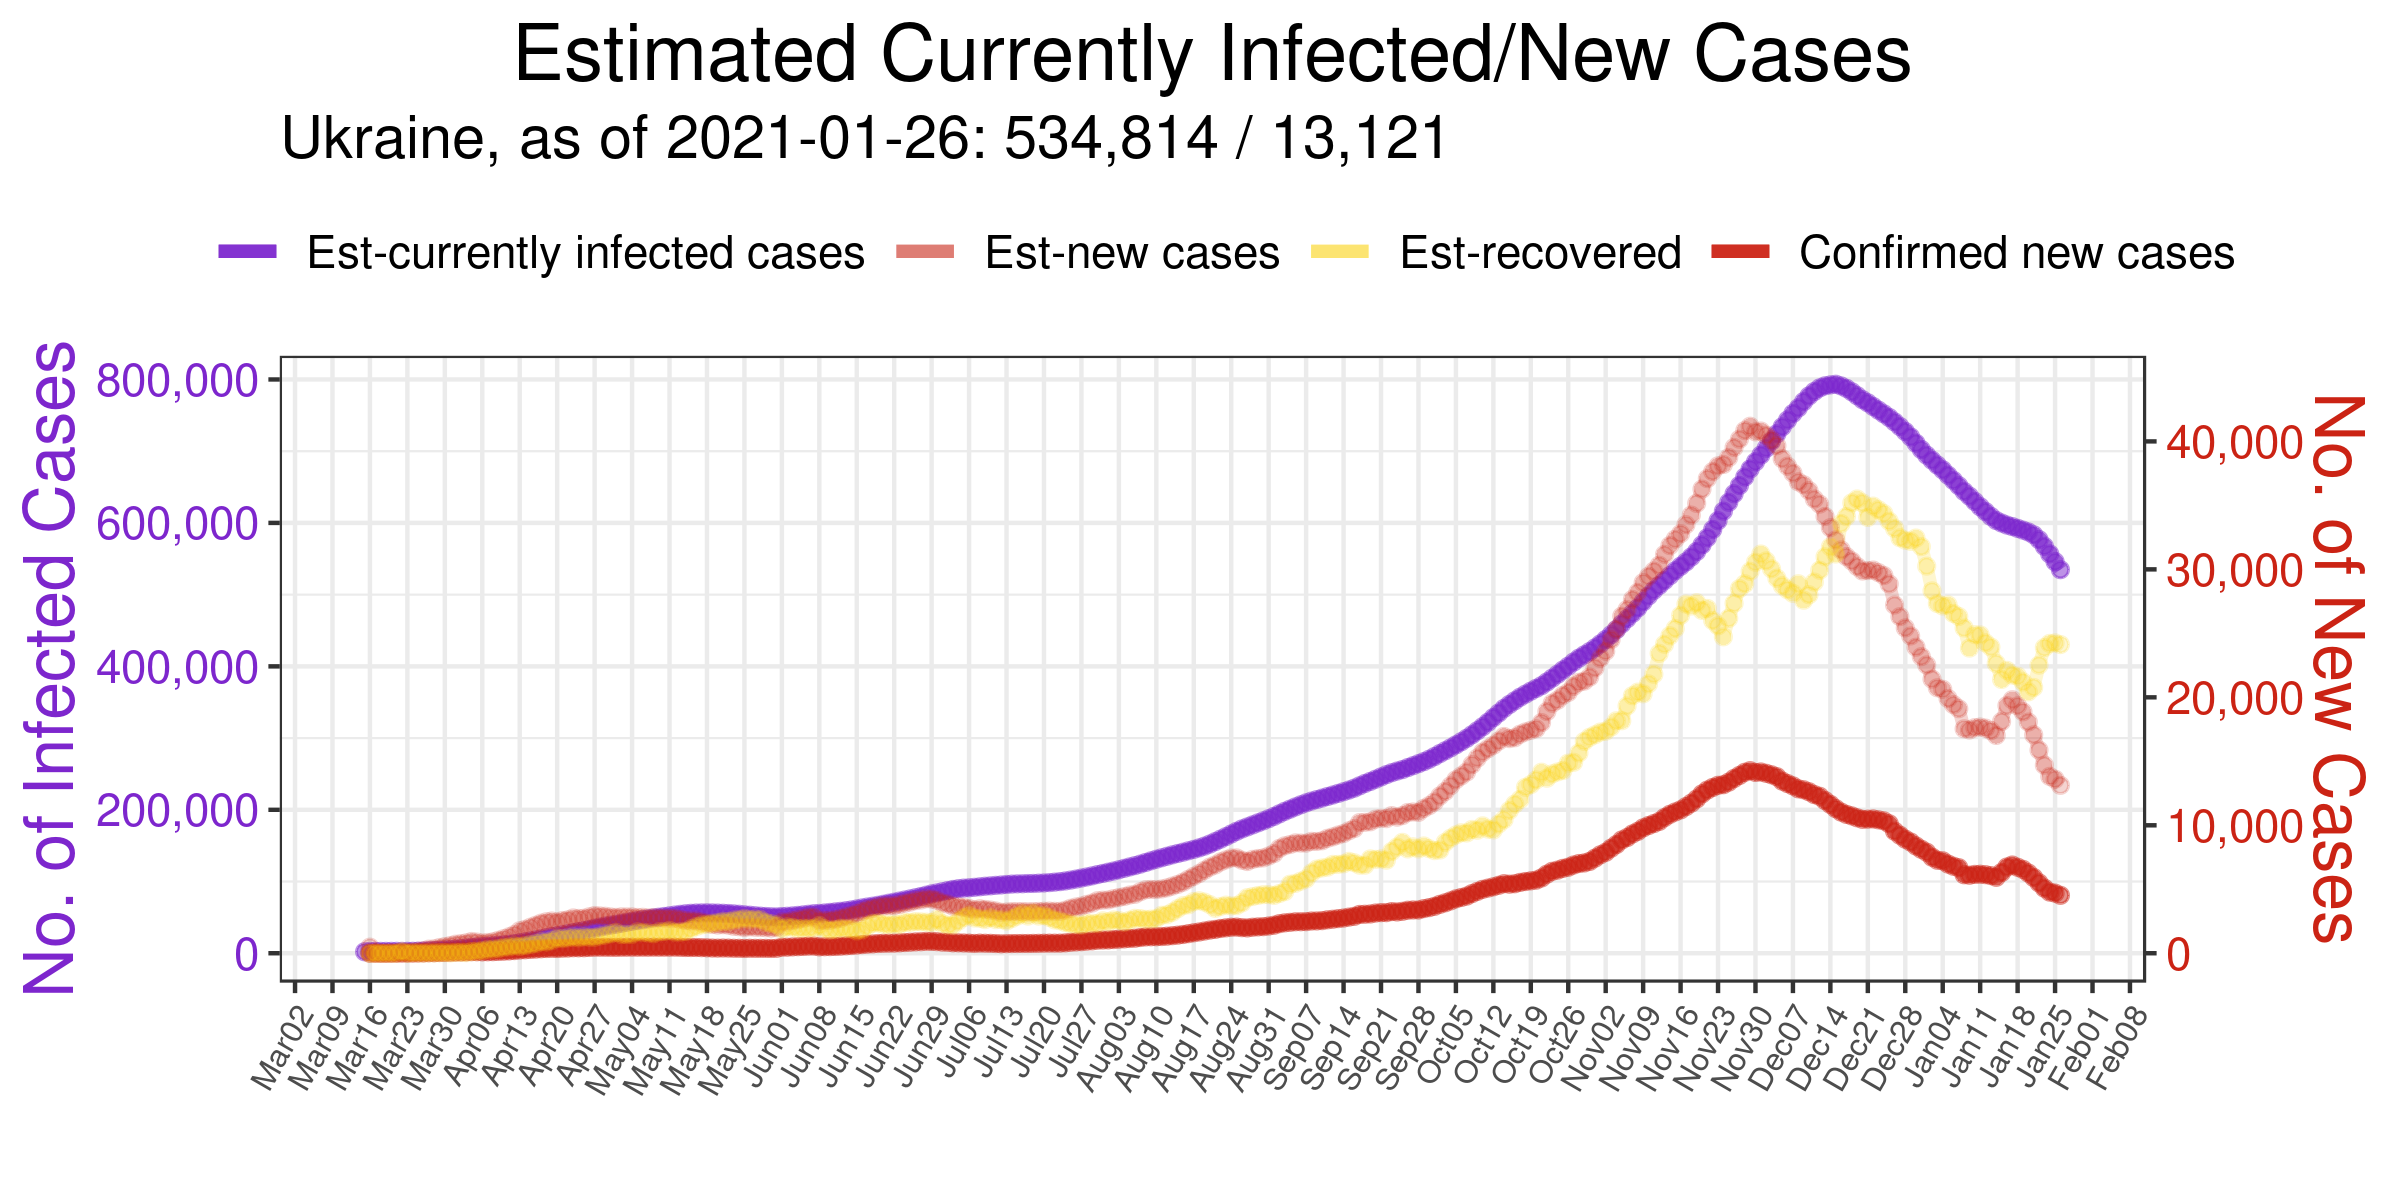 Estimated Currently Infected/New Cases
Ukraine, as of 2021-01-26: 534,814 / 13,121
Est-currently infected cases
Est-new cases
Est-recovered
Confirmed new cases
No. of Infected Cases
800,000
600,000
400,000
200,000
0
No. of New Cases
40,000
30,000
20,000
10,000
0
Mar02
Mar09
Mar16
Mar23
Mar30
Apr06
Apr13
Apr20
Apr27
May04
May11
May18
May25
Jun01
Jun08
Jun15
Jun22
Jun29
Jul06
Jul13
Jul20
Jul27
Aug03
Aug10
Aug17
Aug24
Aug31
Sep07
Sep14
Sep21
Sep28
Oct05
Oct12
Oct19
Oct26
Nov02
Nov09
Nov16
Nov23
Nov30
Dec07
Dec14
Dec21
Dec28
Jan04
Jan11
Jan18
Jan25
Feb01
Feb08